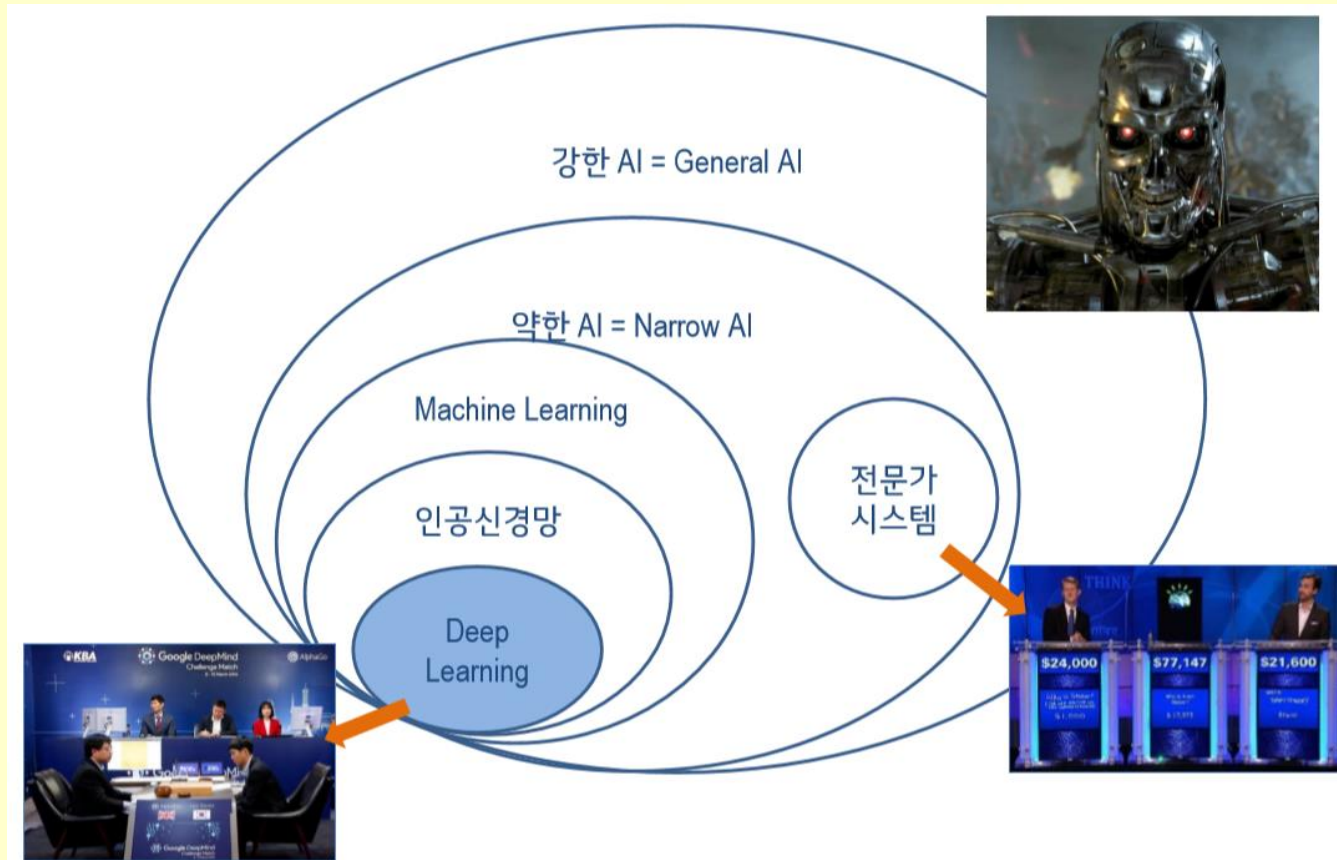 강한 AI = General AI
약한 AI = Narrow AI
Machine Learning
전문가
시스템
인공신경망
Deep
Learning
THINK
$24,000
$77,147
$21,600
KBA
Google DeepMind
Challenge Match
AlphaGo
Google DeepMind